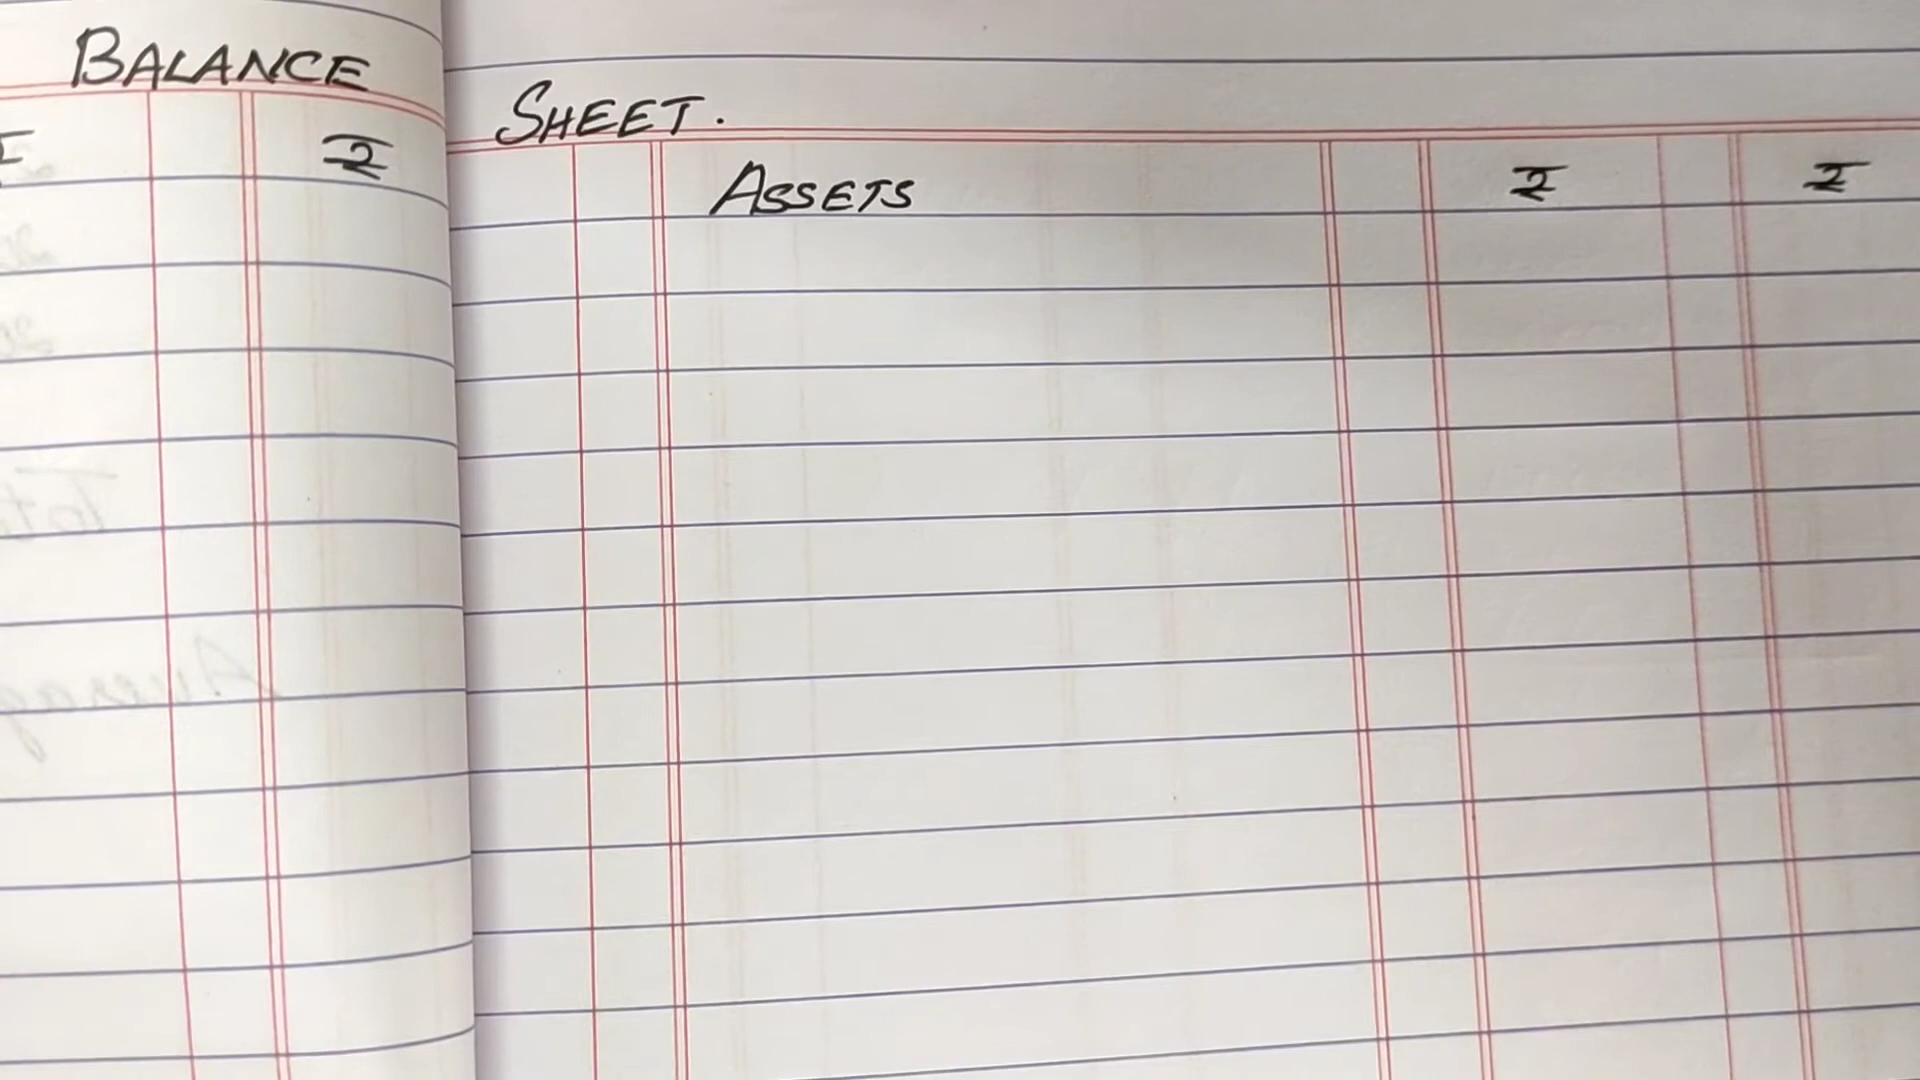 BALANCE SHEET.
₹ ₹ ASSETS ₹ ₹